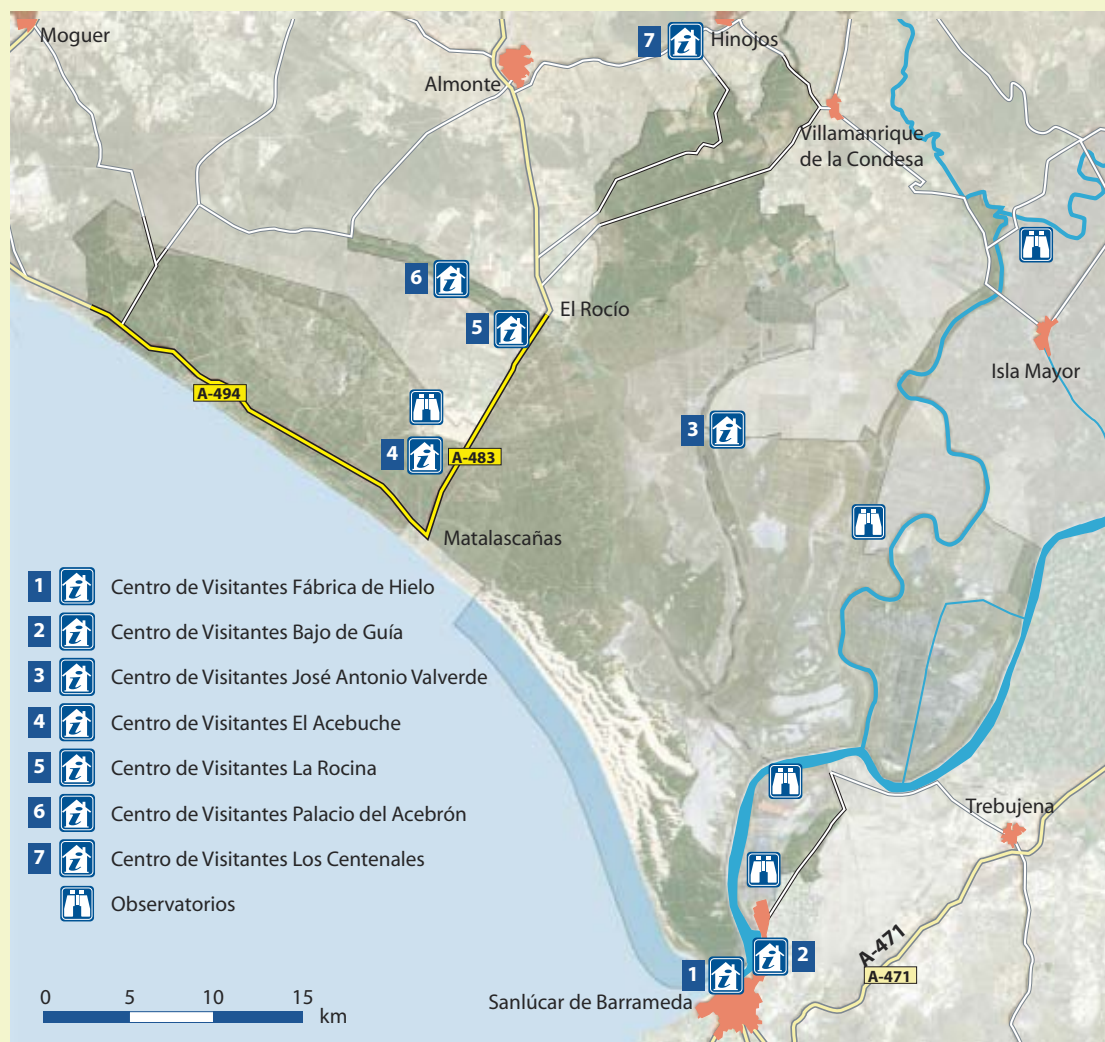 Moguer
7
Hinojos
Almonte
Villamanrique
de la Condesa
6
El Rocío
5
Isla Mayor
A-494
3
4
A-483
Matalascañas
1 Centro de Visitantes Fábrica de Hielo
2 Centro de Visitantes Bajo de Guía
3 Centro de Visitantes José Antonio Valverde
4 Centro de Visitantes El Acebuche
5 Centro de Visitantes La Rocina
6 Centro de Visitantes Palacio del Acebrón
7 Centro de Visitantes Los Centenales
Observatorios
Trebujena
A-471
2
1
A-471
Sanlúcar de Barrameda
0 5 10 15
km